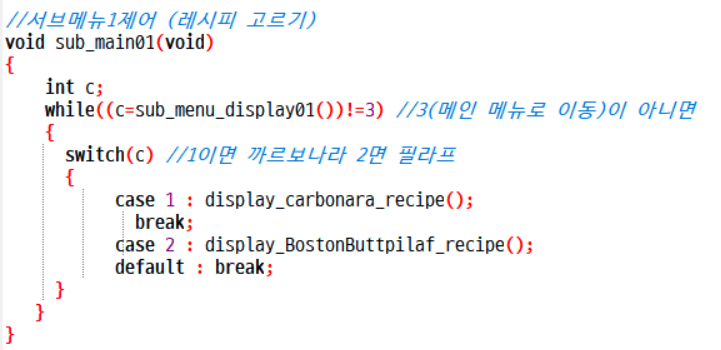 //서브메뉴1제어 (레시피 고르기)
void sub_main01(void)
{
int c;
while((c=sub_menu_display01())!=3) //3(메인 메뉴로 이동)이 아니면
{
switch(c) //1이면 까르보나라 2면 필라프
{
case 1 : display_carbonara_recipe();
break;
case 2 : display_BostonButtpilaf_recipe();
default : break;
}
}
}